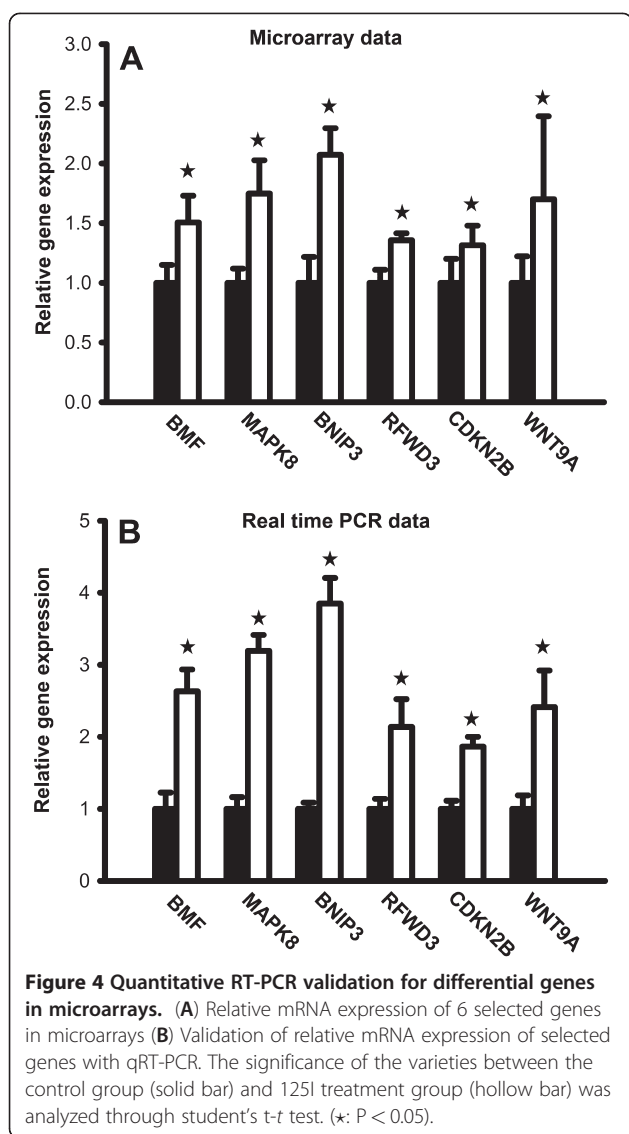 A
Microarray data
Relative gene expression
3.0
2.5
2.0
1.5
1.0
0.5
0.0
★ ★ ★ ★ ★ ★
BMF MAPK8 BNIP3 RFWD3 CDKN2B WNT9A
B
Real time PCR data
Relative gene expression
5
4
3
2
1
0
★ ★ ★ ★ ★ ★
BMF MAPK8 BNIP3 RFWD3 CDKN2B WNT9A
Figure 4 Quantitative RT-PCR validation for differential genes
in microarrays. (A) Relative mRNA expression of 6 selected genes
in microarrays (B) Validation of relative mRNA expression of selected
genes with qRT-PCR. The significance of the varieties between the
control group (solid bar) and 125I treatment group (hollow bar) was
analyzed through student's t-t test. (★: P < 0.05).